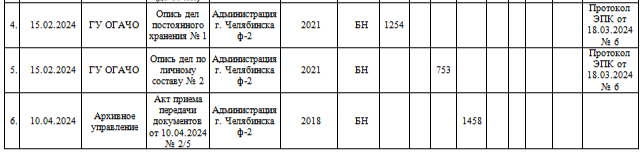 4. 15.02.2024 ГУ ОГАЧО Опись дел постоянного хранения № 1 Администрация г. Челябинска ф-2 2021 БН 1254 Протокол ЭПК от 18.03.2024 № 6
5. 15.02.2024 ГУ ОГАЧО Опись дел по личному составу № 2 Администрация г. Челябинска ф-2 2021 БН 753 Протокол ЭПК от 18.03.2024 № 6
6. 10.04.2024 Архивное управление Акт приема передачи документов от 10.04.2024 № 2/5 Администрация г. Челябинска ф-2 2018 БН 1458